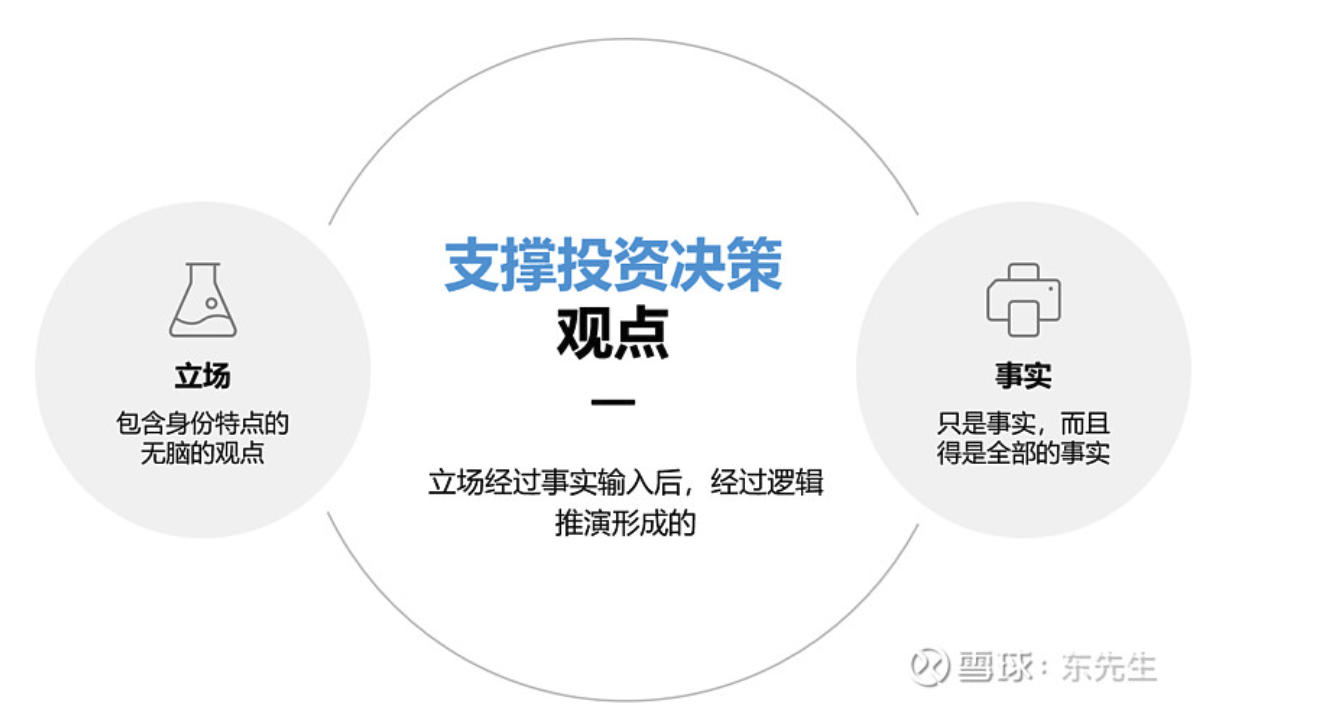 支撑投资决策
观点
立场经过事实输入后，经过逻辑
推演形成的
立场
包含身份特点的
无脑的观点
事实
只是事实，而且
得是全部的事实
雪球：东先生